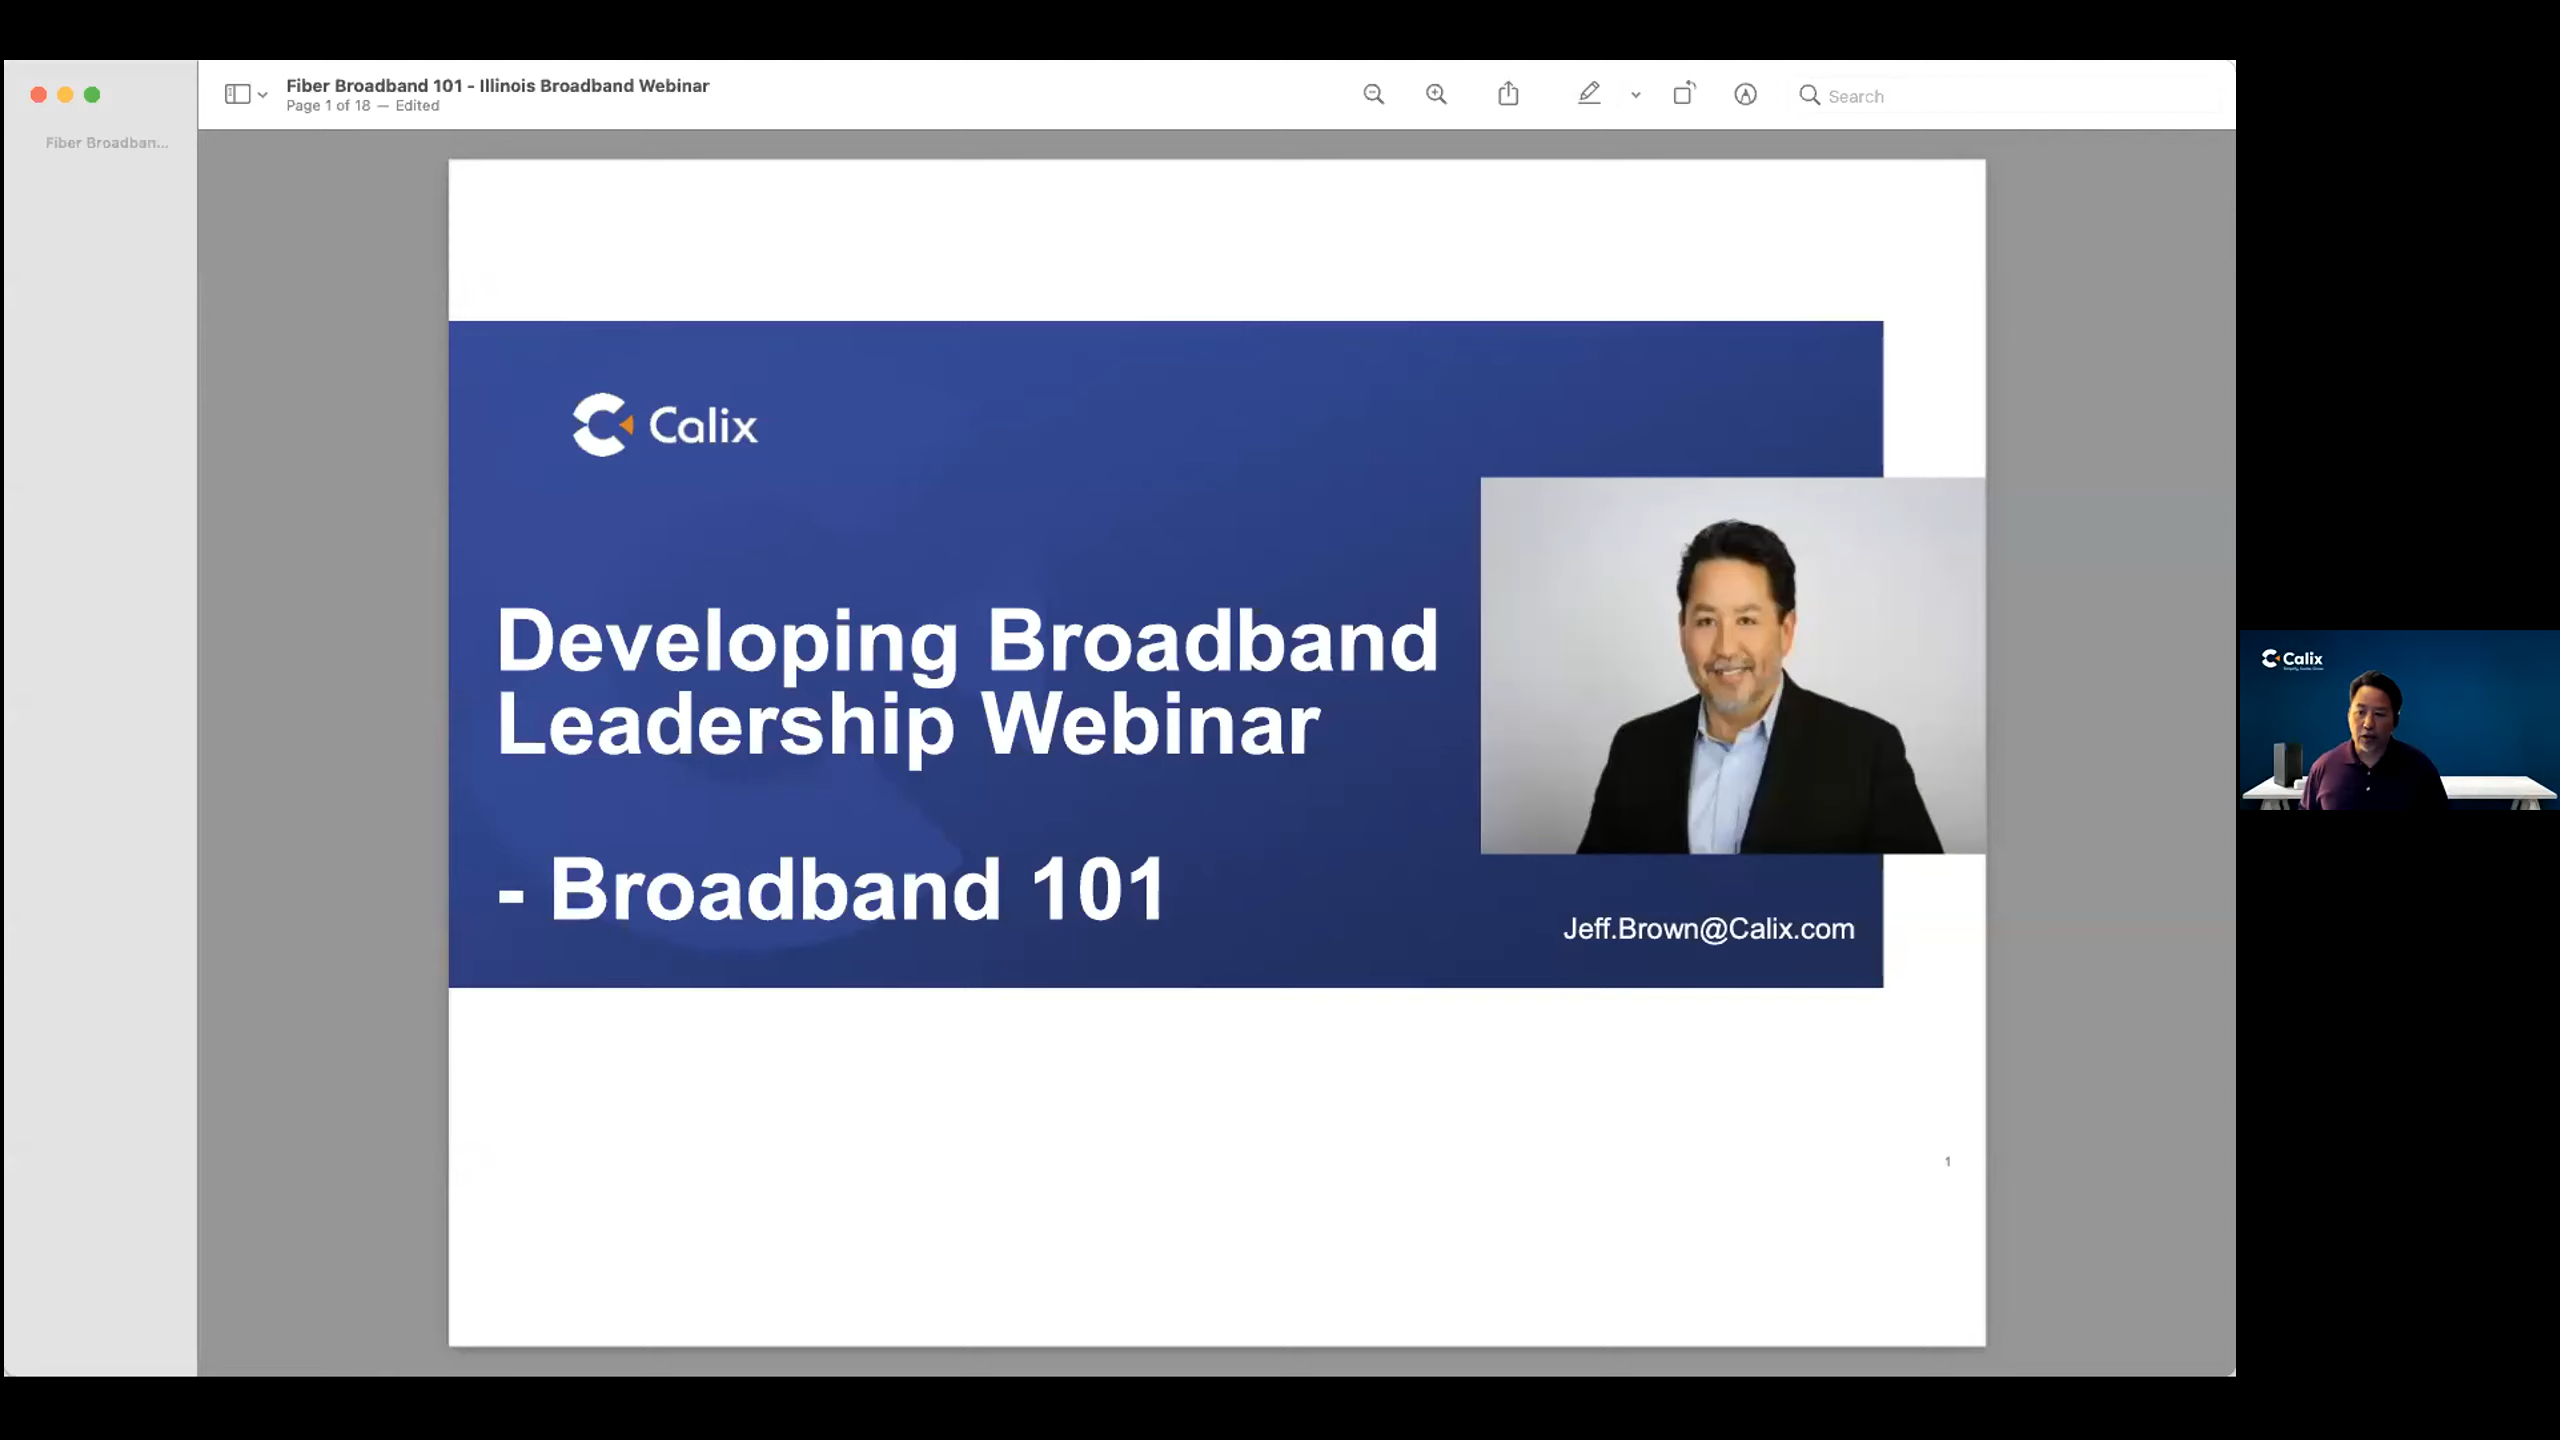 Fiber Broadband 101 - Illinois Broadband Webinar
Page 1 of 18 — Edited
Search
Fiber Broadban...
Calix
Developing Broadband
Leadership Webinar
- Broadband 101
Jeff.Brown@Calix.com
1
Calix